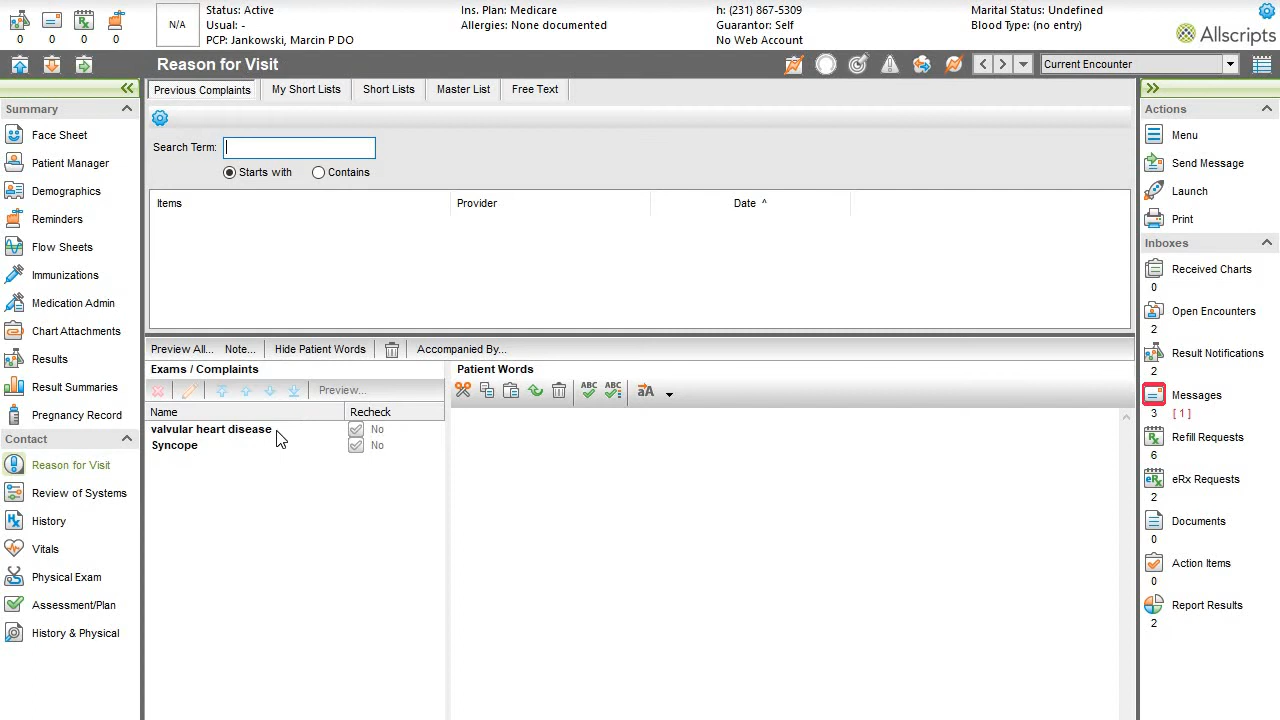 0
0
0
0
N/A
Status: Active
Usual: -
PCP: Jankowski, Marcin P DO
Ins. Plan: Medicare
Allergies: None documented
h: (231) 867-5309
Guarantor: Self
No Web Account
Marital Status: Undefined
Blood Type: (no entry)
Allscripts
Reason for Visit
Current Encounter
Summary
Face Sheet
Patient Manager
Demographics
Reminders
Flow Sheets
Immunizations
Medication Admin
Chart Attachments
Results
Result Summaries
Pregnancy Record
Contact
Reason for Visit
Review of Systems
History
Vitals
Physical Exam
Assessment/Plan
History & Physical
Previous Complaints
My Short Lists
Short Lists
Master List
Free Text
Search Term:
Starts with
Contains
Items
Provider
Date ^
Preview All...
Note...
Hide Patient Words
Accompanied By...
Exams / Complaints
Preview...
Name
Recheck
valvular heart disease
No
Syncope
No
Patient Words
ABC
ABC
aA
Actions
Menu
Send Message
Launch
Print
Inboxes
Received Charts
0
Open Encounters
2
Result Notifications
2
Messages
3 [ 1 ]
Refill Requests
6
eRx Requests
2
Documents
0
Action Items
0
Report Results
2